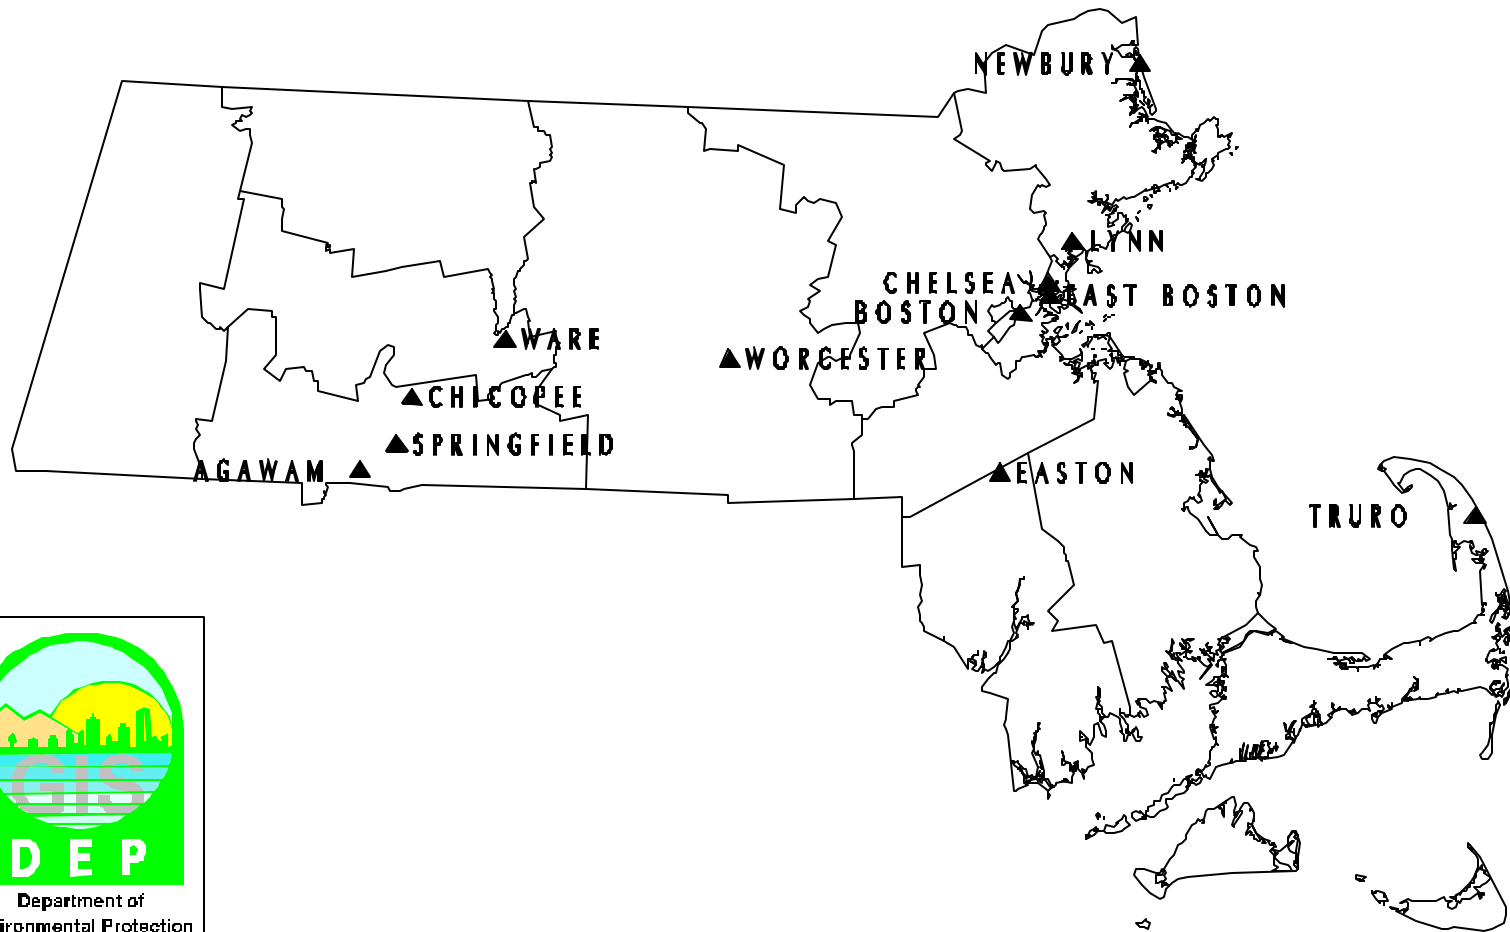 NEWBURY
LYNN
CHELSEA
EAST BOSTON
BOSTON
WARE
WORCESTER
CHICOPEE
SPRINGFIELD
AGAWAM
EASTON
TRURO
GIS
DEP
Department of
ironmental Protection